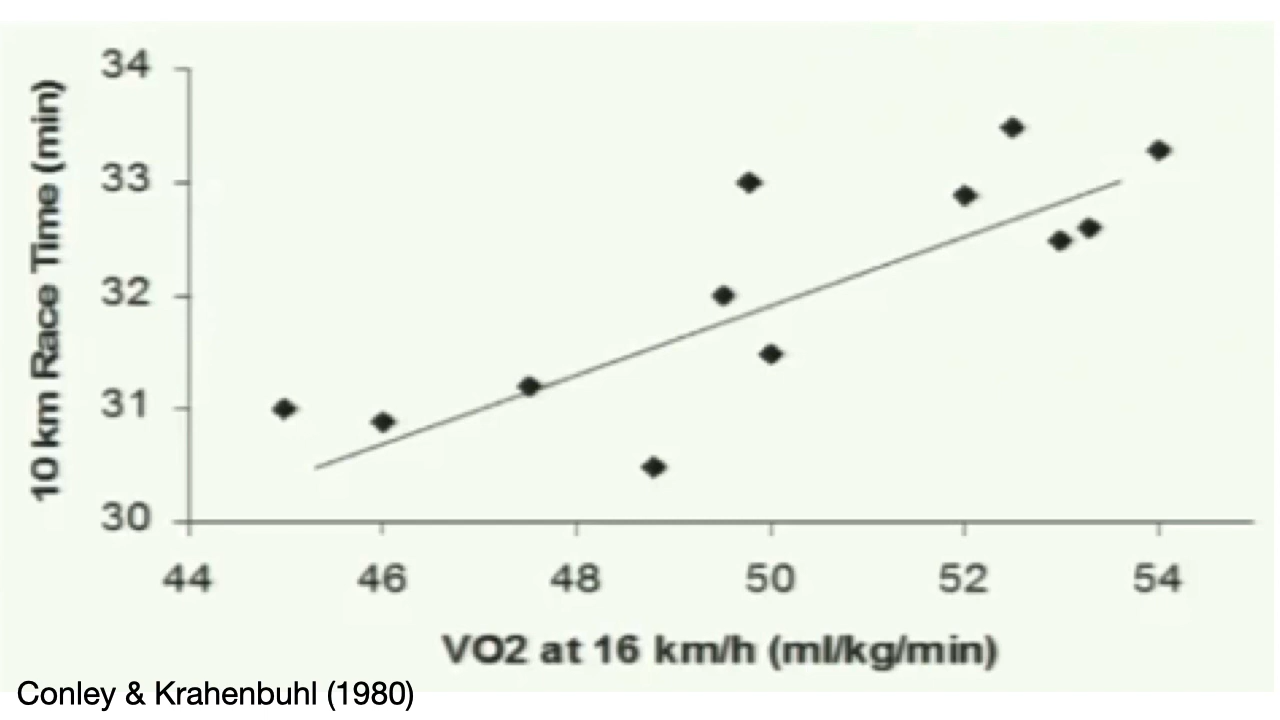 34
33
32
31
30
10 km Race Time (min)
44 46 48 50 52 54
VO2 at 16 km/h (ml/kg/min)
Conley & Krahenbuhl (1980)